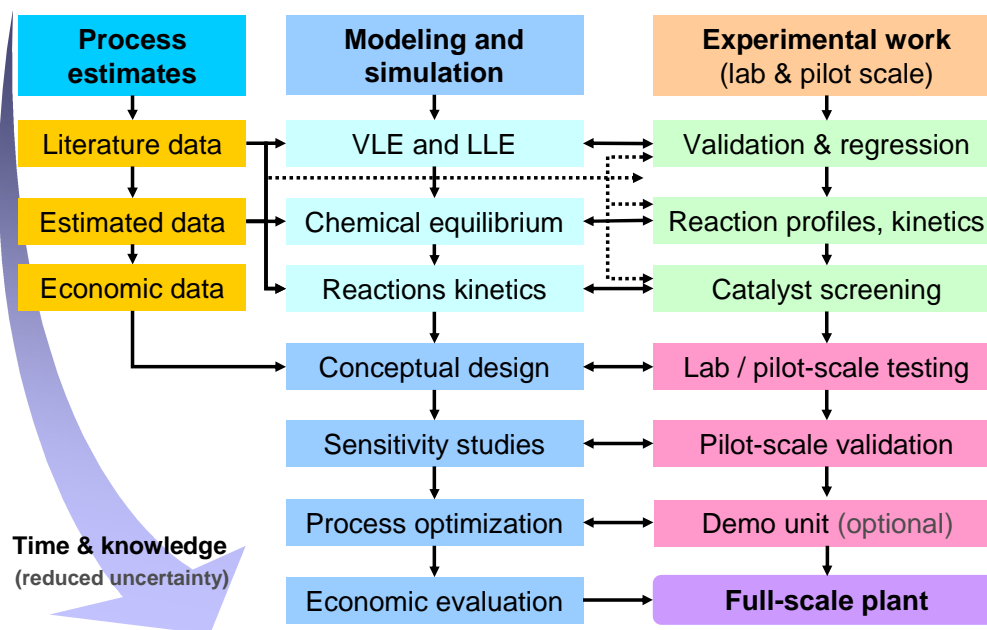 Process
estimates
Modeling and
simulation
Experimental work
(lab & pilot scale)
Literature data
VLE and LLE
Validation & regression
Estimated data
Chemical equilibrium
Reaction profiles, kinetics
Economic data
Reactions kinetics
Catalyst screening
Conceptual design
Lab / pilot-scale testing
Sensitivity studies
Pilot-scale validation
Process optimization
Demo unit (optional)
Time & knowledge
(reduced uncertainty)
Economic evaluation
Full-scale plant